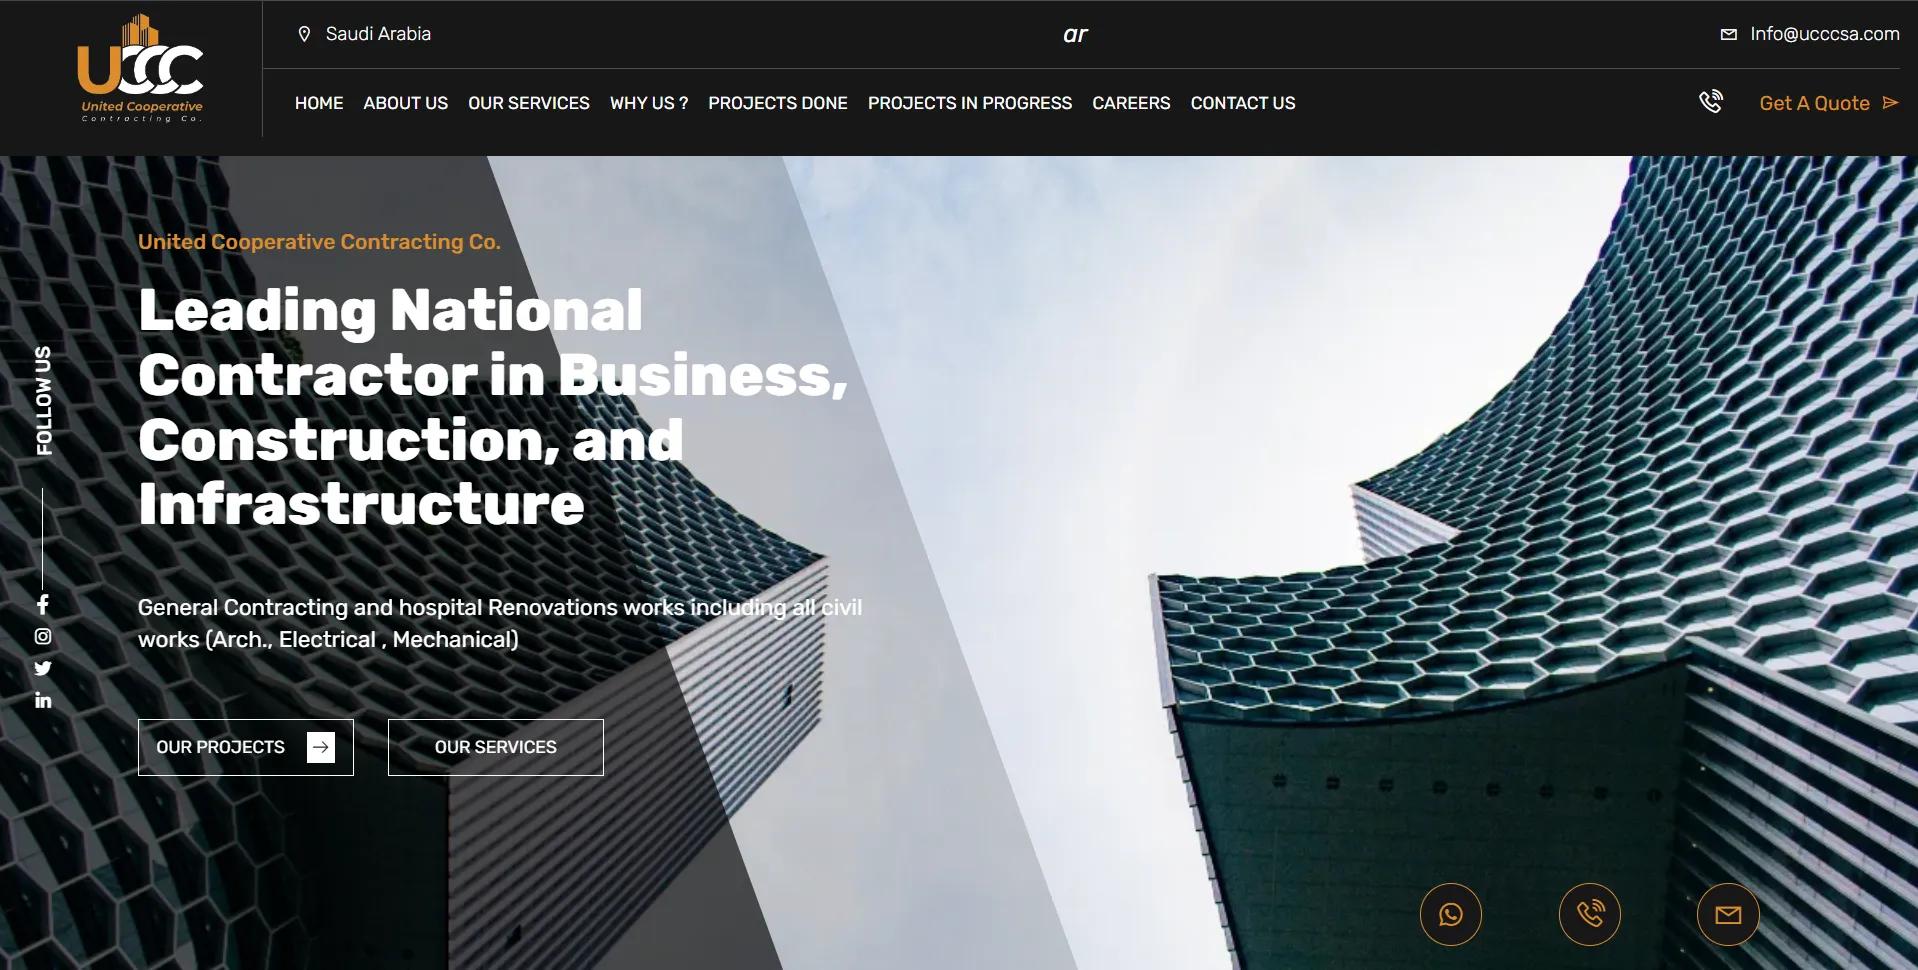 UCCC
United Cooperative
Contracting Co.
Saudi Arabia
ar
Info@ucccsa.com
HOME
ABOUT US
OUR SERVICES
WHY US ?
PROJECTS DONE
PROJECTS IN PROGRESS
CAREERS
CONTACT US
Get A Quote
United Cooperative Contracting Co.
Leading National
Contractor in Business,
Construction, and
Infrastructure
FOLLOW US
General Contracting and hospital Renovations works including all civil
works (Arch., Electrical , Mechanical)
OUR PROJECTS
OUR SERVICES